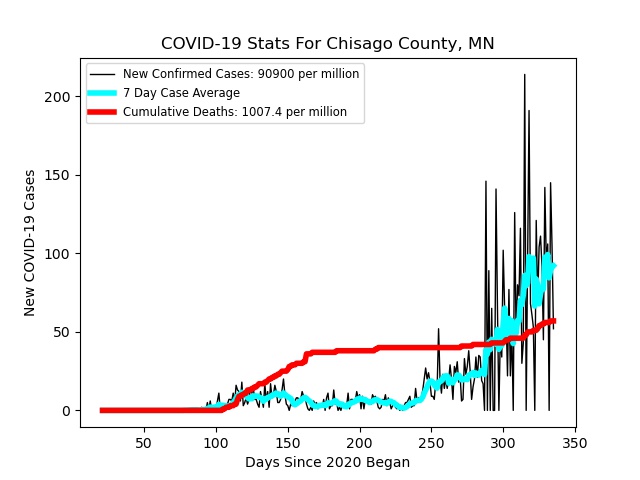 COVID-19 Stats For Chisago County, MN
New Confirmed Cases: 90900 per million
7 Day Case Average
Cumulative Deaths: 1007.4 per million
New COVID-19 Cases
200
150
100
50
0
50 100 150 200 250 300 350
Days Since 2020 Began